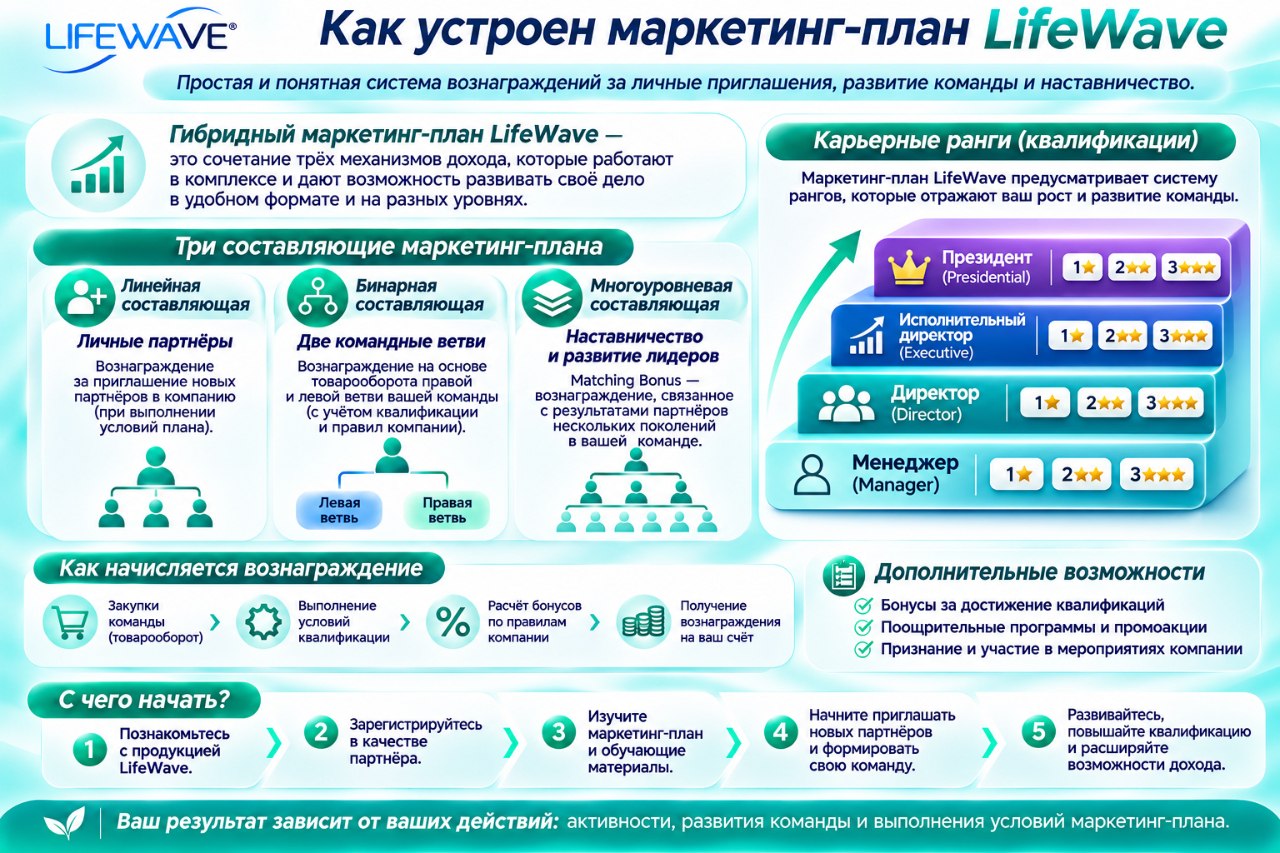 LIFEWAVE®
Как устроен маркетинг-план LifeWave
Простая и понятная система вознаграждений за личные приглашения, развитие команды и наставничество.
Гибридный маркетинг-план LifeWave —
это сочетание трёх механизмов дохода, которые работают
в комплексе и дают возможность развивать своё дело
в удобном формате и на разных уровнях.
Три составляющие маркетинг-плана
Линейная
составляющая
Личные партнёры
Вознаграждение
за приглашение новых
партнёров в компанию
(при выполнении
условий плана).
Бинарная
составляющая
Две командные ветви
Вознаграждение на основе
товарооборота правой
и левой ветви вашей команды
(с учётом квалификации
и правил компании).
Левая
ветвь
Правая
ветвь
Многоуровневая
составляющая
Наставничество
и развитие лидеров
Matching Bonus —
вознаграждение, связанное
с результатами партнёров
нескольких поколений
в вашей команде.
Карьерные ранги (квалификации)
Маркетинг-план LifeWave предусматривает систему
рангов, которые отражают ваш рост и развитие команды.
Президент
(Presidential)
1★ 2★★ 3★★★
Исполнительный
директор
(Executive)
1★ 2★★ 3★★★
Директор
(Director)
1★ 2★★ 3★★★
Менеджер
(Manager)
1★ 2★★ 3★★★
Как начисляется вознаграждение
Закупки
команды
(товарооборот)
Выполнение
условий
квалификации
%
Расчёт бонусов
по правилам
компании
Получение
вознаграждения
на ваш счёт
Дополнительные возможности
Бонусы за достижение квалификаций
Поощрительные программы и промоакции
Признание и участие в мероприятиях компании
С чего начать?
1
Познакомьтесь
с продукцией
LifeWave.
2
Зарегистрируйтесь
в качестве
партнёра.
3
Изучите
маркетинг-план
и обучающие
материалы.
4
Начните приглашать
новых партнёров
и формировать
свою команду.
5
Развивайтесь,
повышайте квалификацию
и расширяйте
возможности дохода.
Ваш результат зависит от ваших действий: активности, развития команды и выполнения условий маркетинг-плана.